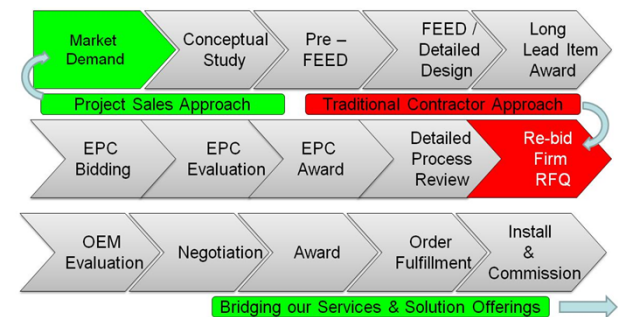 Market
Demand
Conceptual
Study
Pre –
FEED
FEED /
Detailed
Design
Long
Lead Item
Award
Project Sales Approach
Traditional Contractor Approach
EPC
Bidding
EPC
Evaluation
EPC
Award
Detailed
Process
Review
Re-bid
Firm
RFQ
OEM
Evaluation
Negotiation
Award
Order
Fulfillment
Install
&
Commission
Bridging our Services & Solution Offerings